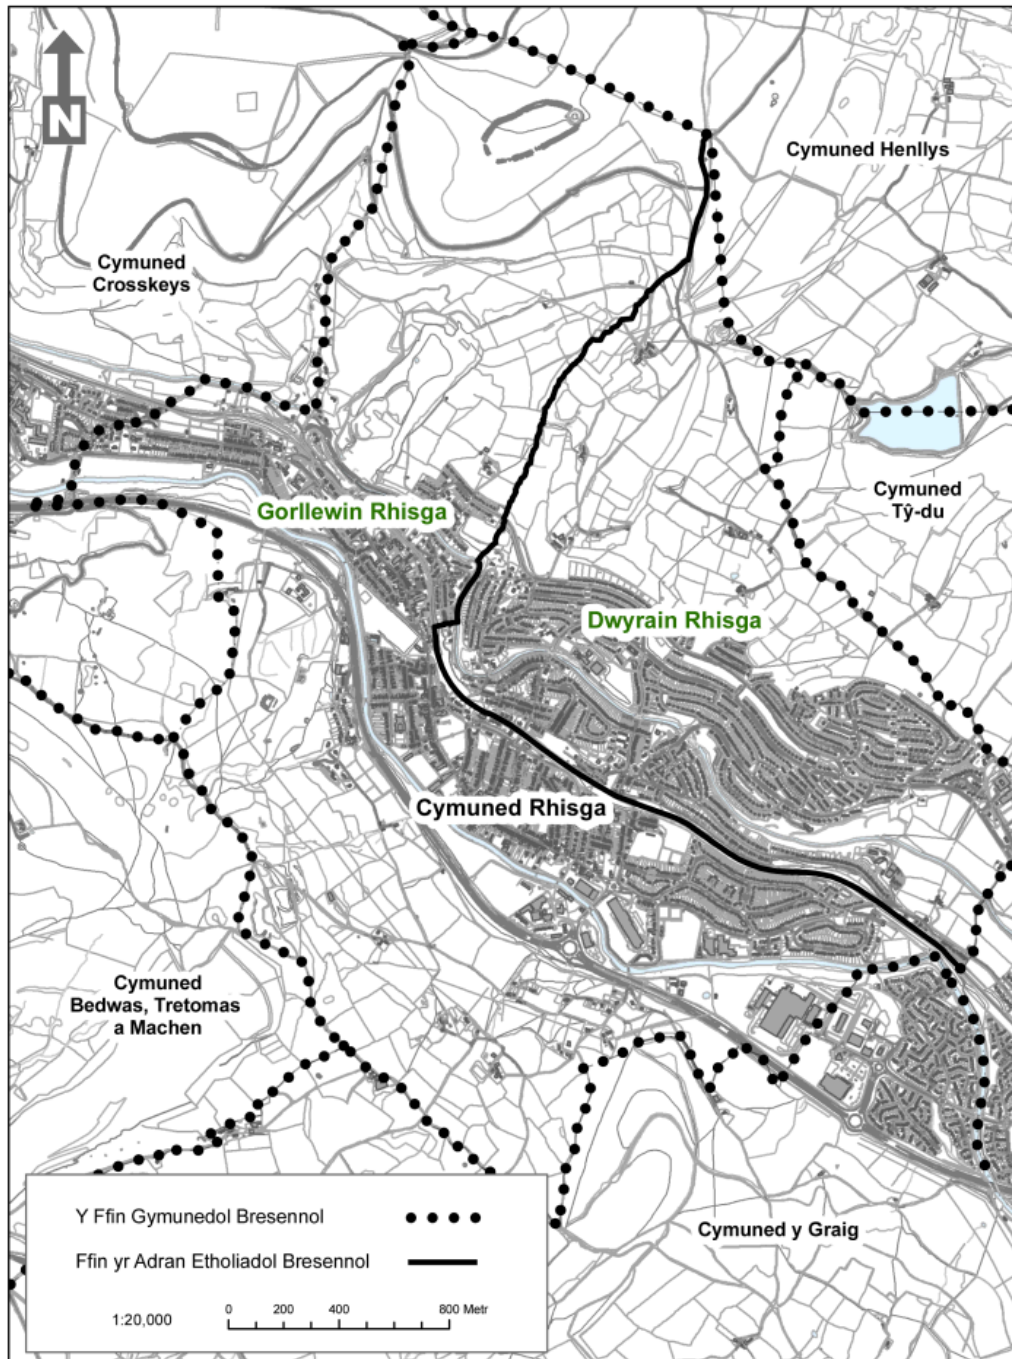 N
Cymuned Henllys
Cymuned
Crosskeys
Cymuned
Tŷ-du
Gorllewin Rhisga
Dwyrain Rhisga
Cymuned Rhisga
Cymuned
Bedwas, Tretomas
a Machen
Cymuned y Graig
Y Ffin Gymunedol Bresennol
Ffin yr Adran Etholiadol Bresennol
1:20,000
0 200 400 800 Metr